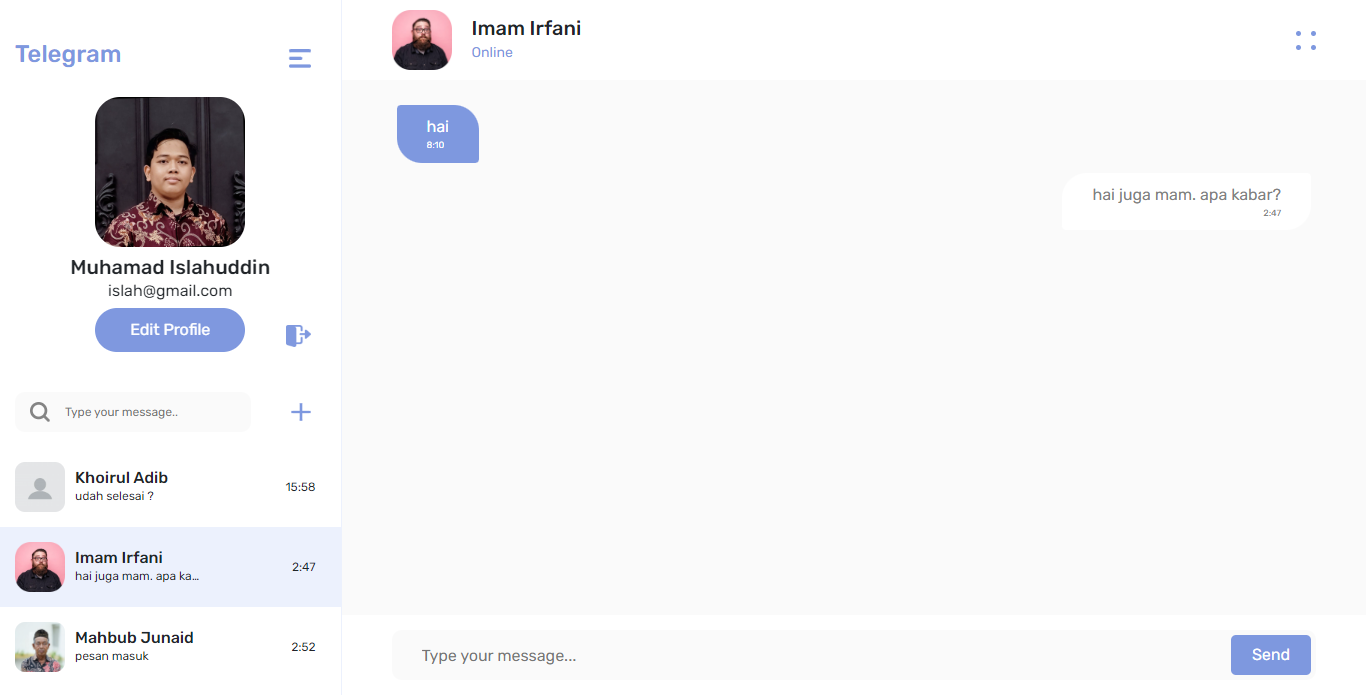 Telegram
Muhamad Islahuddin
islah@gmail.com
Edit Profile
Type your message..
Khoirul Adib
udah selesai ?
15:58
Imam Irfani
hai juga mam. apa ka...
2:47
Mahbub Junaid
pesan masuk
2:52
Imam Irfani
Online
hai
8:10
hai juga mam. apa kabar?
2:47
Type your message...
Send